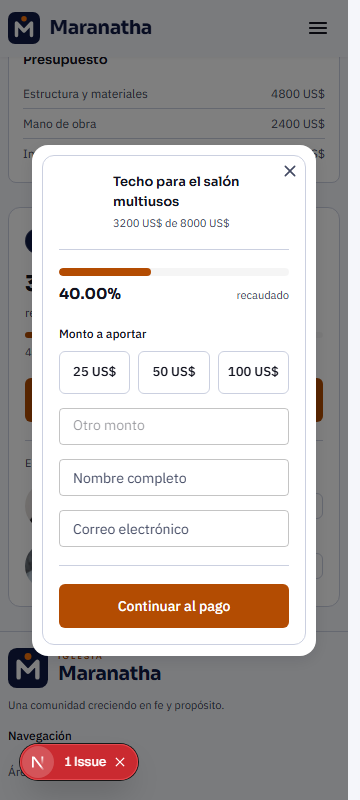 Maranatha
Presupuesto
Estructura y materiales 4800 US$
Mano de obra 2400 US$
Techo para el salón
multiusos
3200 US$ de 8000 US$
40.00% recaudado
Monto a aportar
25 US$ 50 US$ 100 US$
Otro monto
Nombre completo
Correo electrónico
Continuar al pago
IGLESIA
Maranatha
Una comunidad creciendo en fe y propósito.
Navegación
N 1 Issue